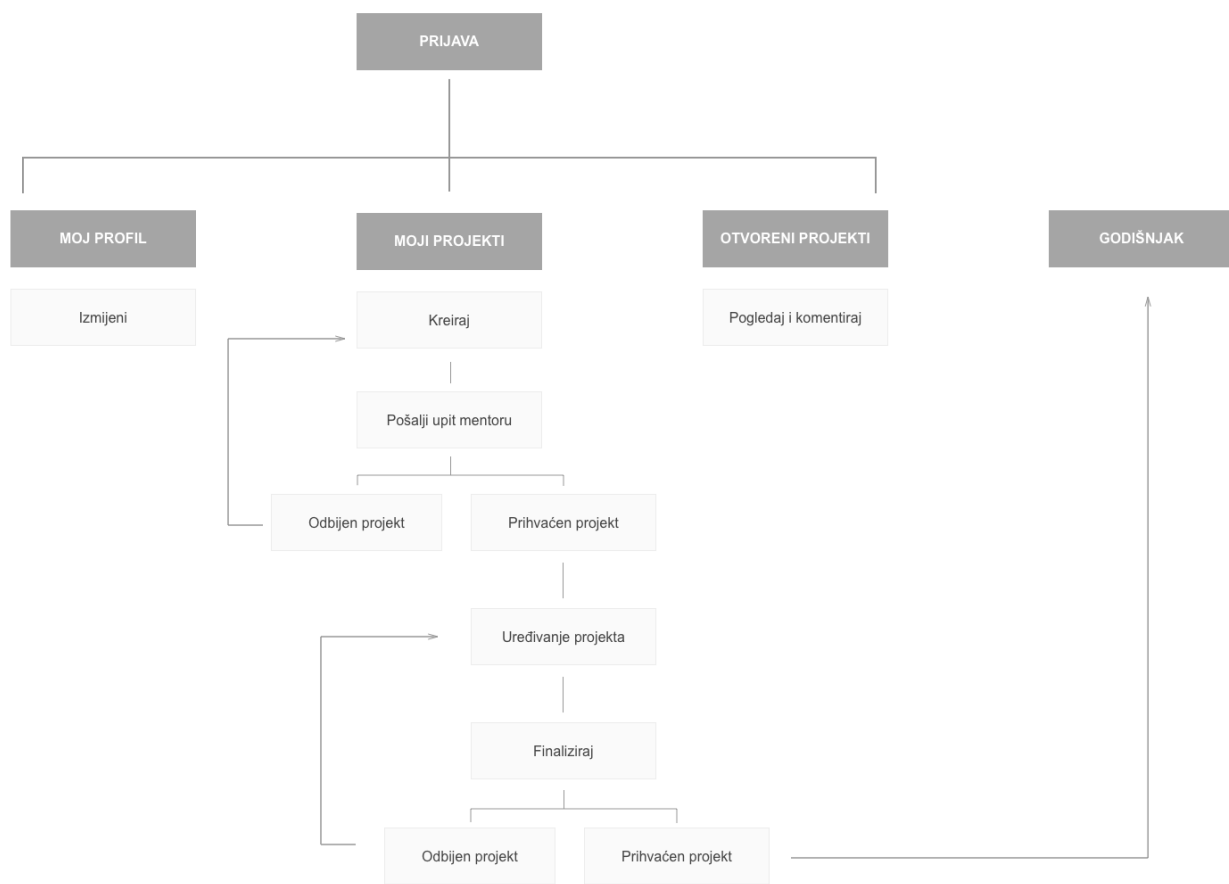 PRIJAVA
MOJ PROFIL
MOJI PROJEKTI
OTVORENI PROJEKTI
GODIŠNJAK
Izmijeni
Kreiraj
Pogledaj i komentiraj
Pošalji upit mentoru
Odbijen projekt
Prihvaćen projekt
Uređivanje projekta
Finaliziraj
Odbijen projekt
Prihvaćen projekt